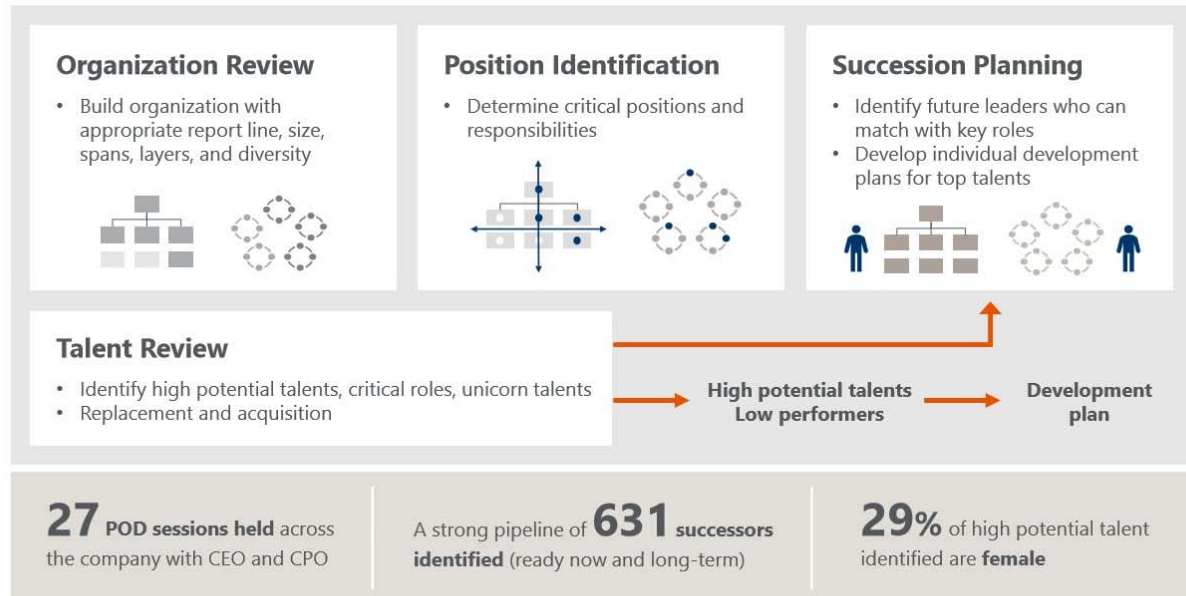 Organization Review
• Build organization with
appropriate report line, size,
spans, layers, and diversity
Position Identification
• Determine critical positions and
responsibilities
Succession Planning
• Identify future leaders who can
match with key roles
• Develop individual development
plans for top talents
Talent Review
• Identify high potential talents, critical roles, unicorn talents
• Replacement and acquisition
High potential talents
Low performers
Development
plan
27 POD sessions held across
the company with CEO and CPO
A strong pipeline of 631 successors
identified (ready now and long-term)
29% of high potential talent
identified are female